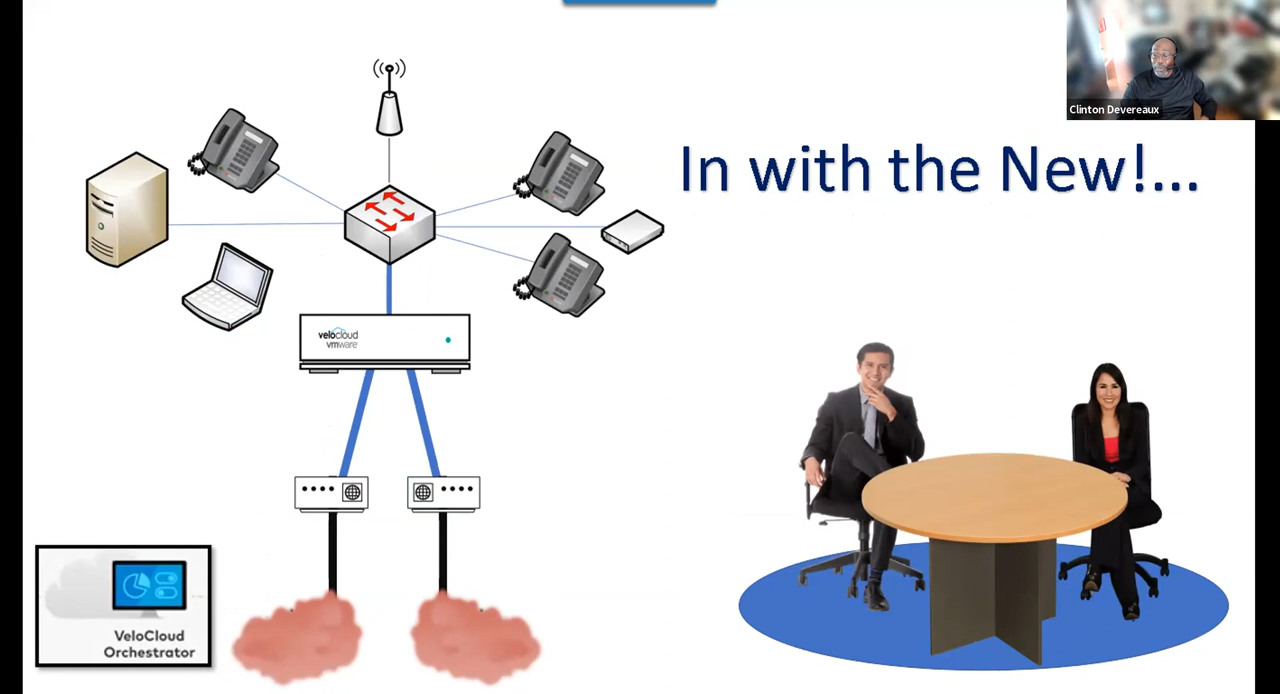 Clinton Devereaux
In with the New!...
velocloud
vmware
VeloCloud
Orchestrator